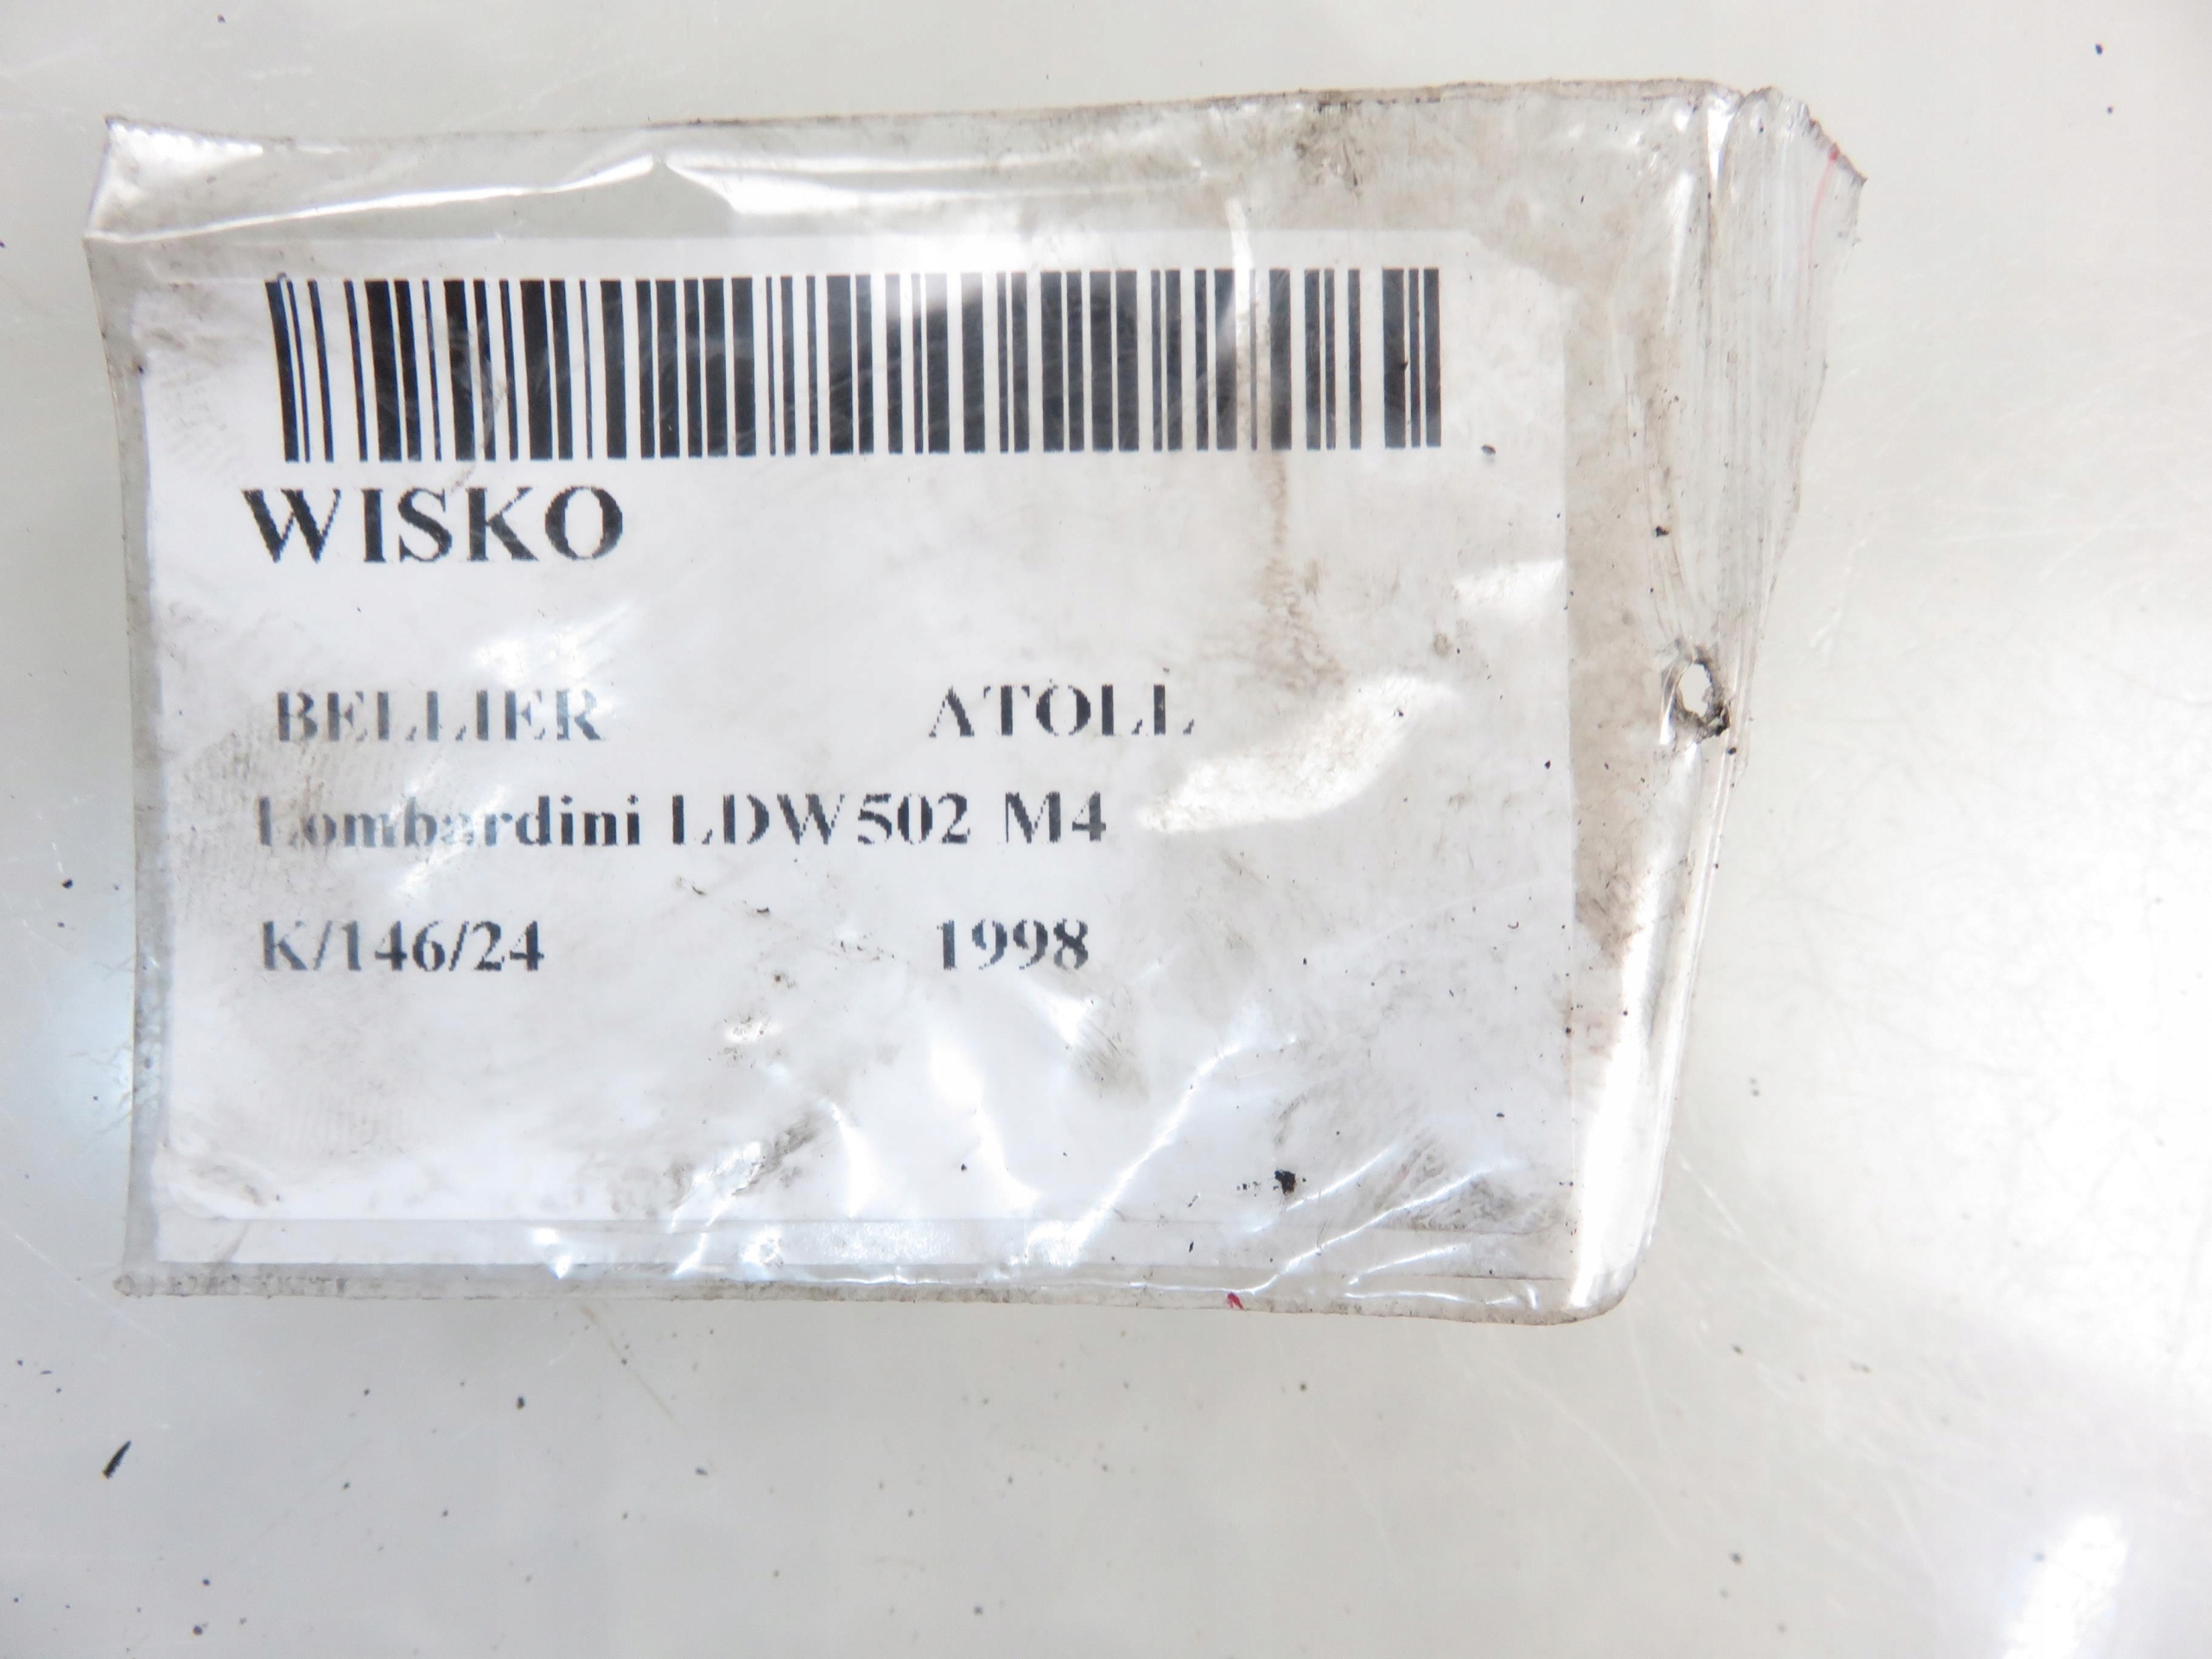 WISKO
BELLIER ATOLL
Lombardini LDW502 M4
K/146/24 1998